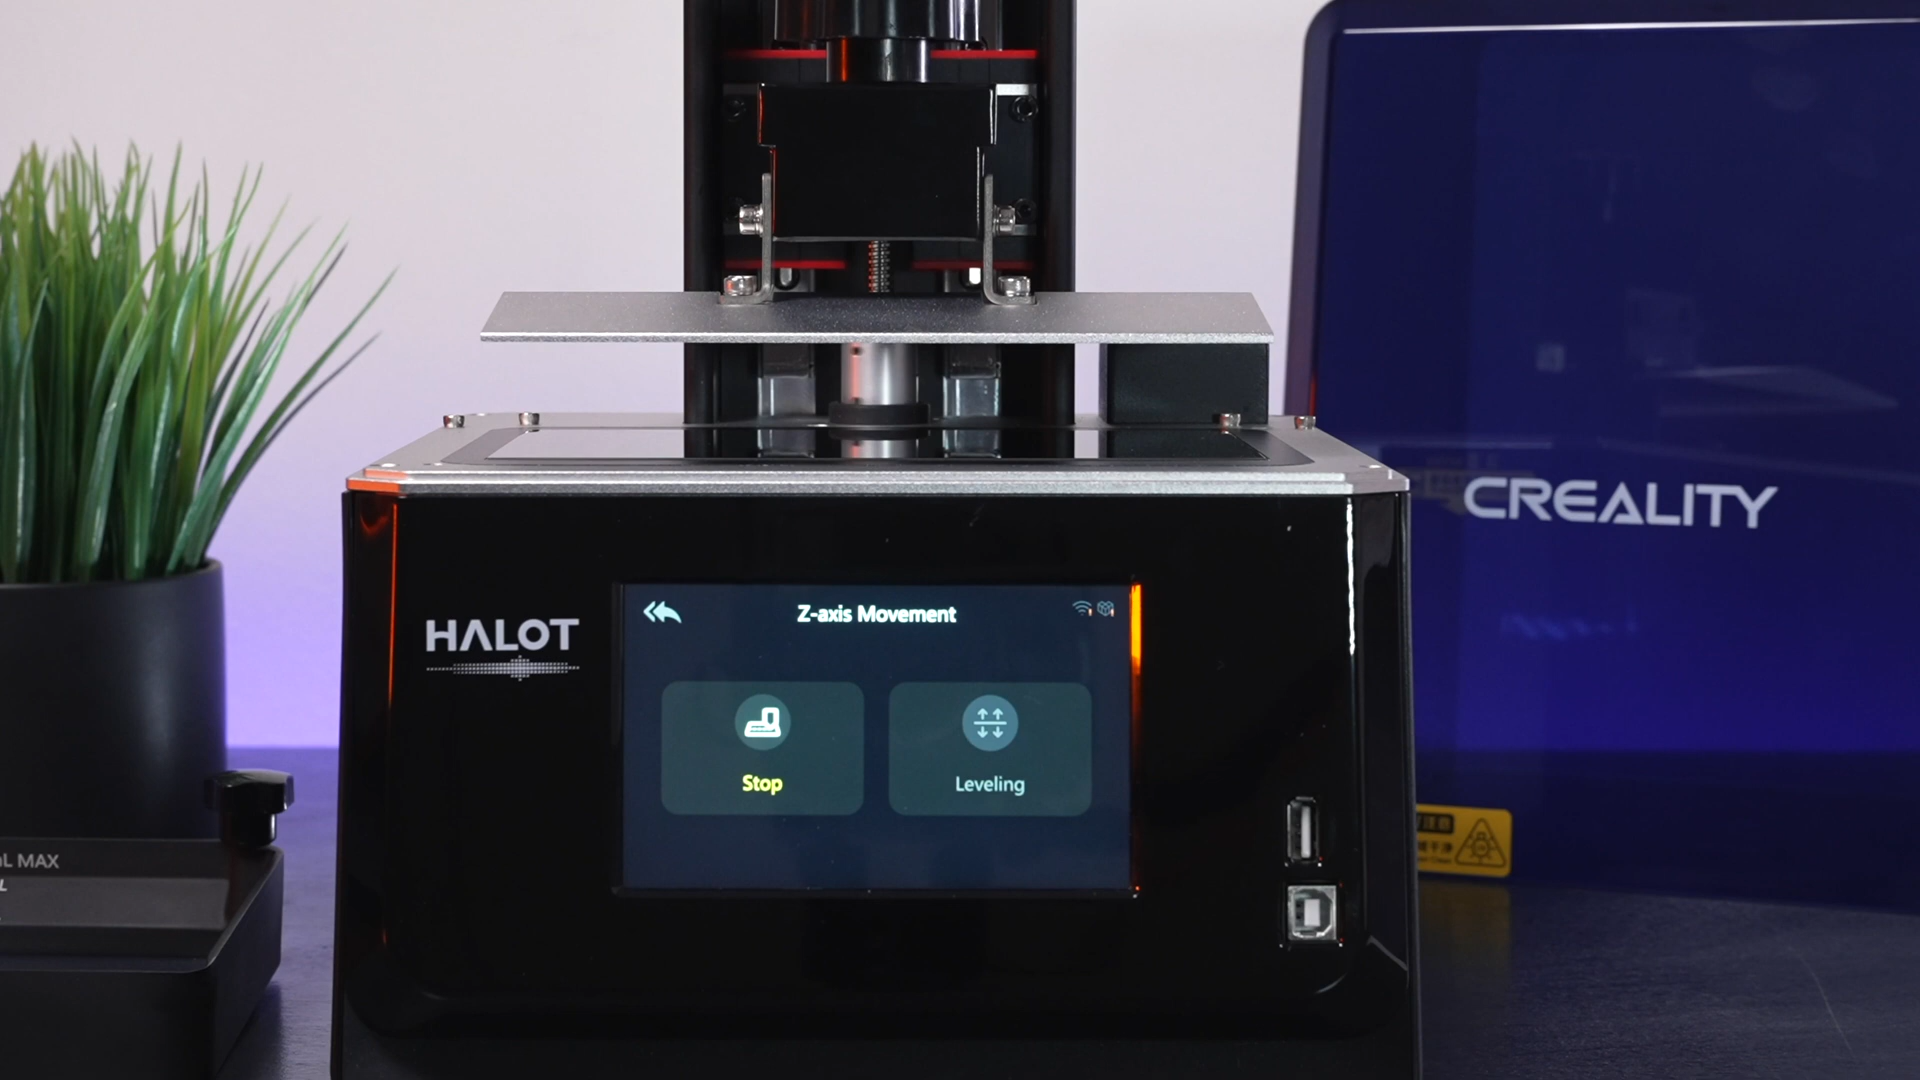 CREALITY
HALOT
Z-axis Movement
Stop
Leveling
MAX